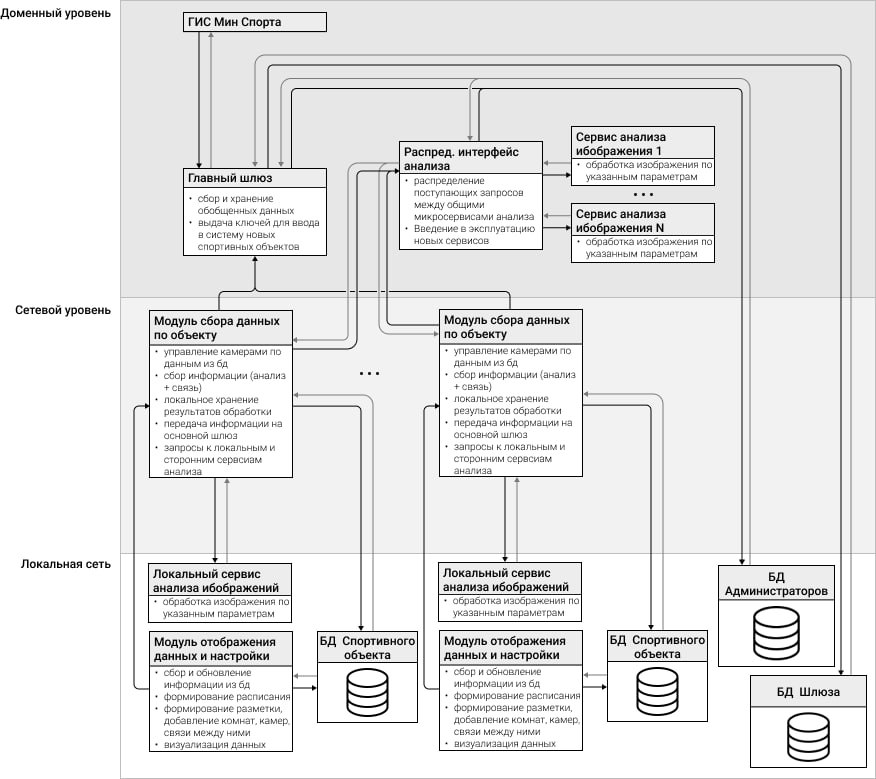 Доменный уровень
ГИС Мин Спорта
Главный шлюз
• сбор и хранение
обобщенных данных
• выдача ключей для ввода
в систему новых
спортивных объектов
Распред. интерфейс
анализа
• распределение
поступающих запросов
между общими
микросервисами анализа
• Введение в эксплуатацию
новых сервисов
Сервис анализа
ибображения 1
• обработка изображения по
указанным параметрам
• • •
Сервис анализа
ибображения N
• обработка изображения по
указанным параметрам
Сетевой уровень
Модуль сбора данных
по объекту
• управление камерами по
данным из бд
• сбор информации (анализ
+ связь)
• локальное хранение
результатов обработки
• передача информации на
основной шлюз
• запросы к локальным и
сторонним сервсиам
анализа
• • •
Модуль сбора данных
по объекту
• управление камерами по
данным из бд
• сбор информации (анализ
+ связь)
• локальное хранение
результатов обработки
• передача информации на
основной шлюз
• запросы к локальным и
сторонним сервсиам
анализа
Локальная сеть
Локальный сервис
анализа ибображений
• обработка изображения по
указанным параметрам
Модуль отображения
данных и настройки
• сбор и обновление
информации из бд
• формирование расписания
• формирование разметки,
добавление комнат, камер,
связи между ними
• визуализация данных
БД Спортивного
объекта
Локальный сервис
анализа ибображений
• обработка изображения по
указанным параметрам
Модуль отображения
данных и настройки
• сбор и обновление
информации из бд
• формирование расписания
• формирование разметки,
добавление комнат, камер,
связи между ними
• визуализация данных
БД Спортивного
объекта
БД
Администраторов
БД Шлюза